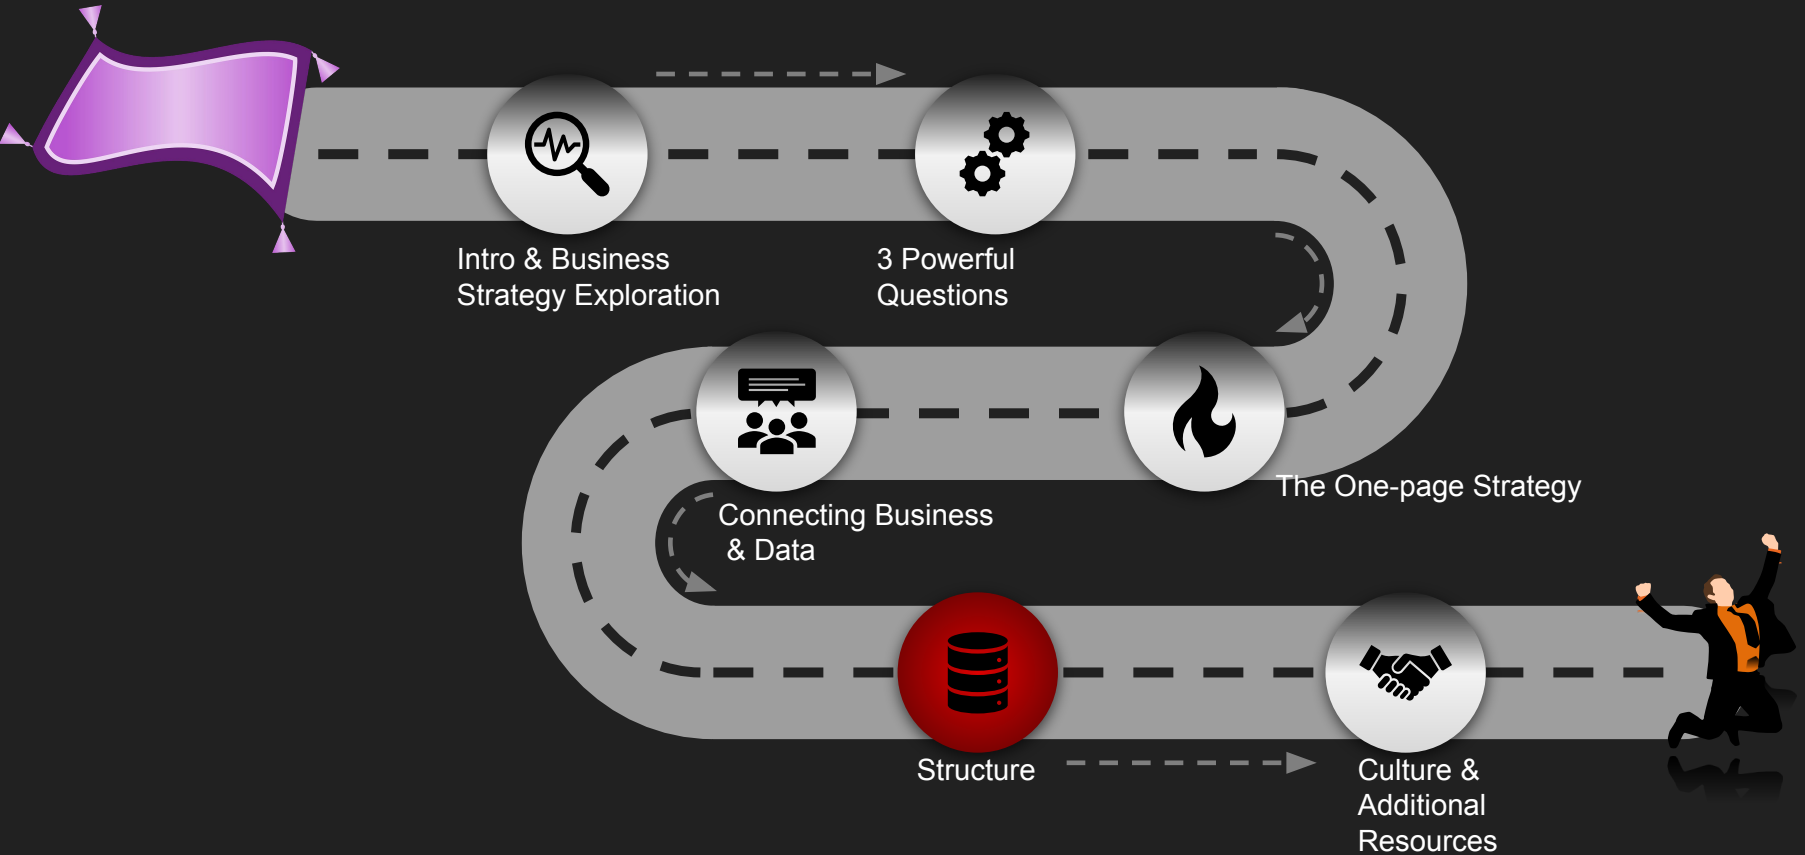 Intro & Business
Strategy Exploration
3 Powerful
Questions
The One-page Strategy
Connecting Business
& Data
Structure
Culture &
Additional
Resources